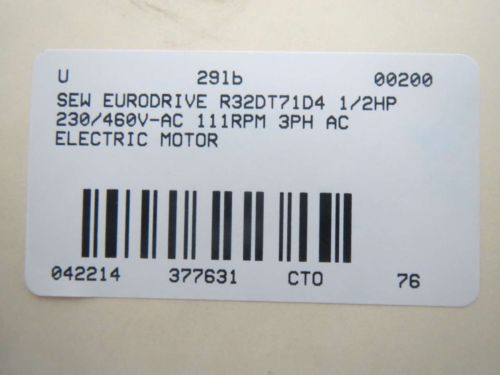 U 291b 00200
SEW EURODRIVE R32DT71D4 1/2HP
230/460V-AC 111RPM 3PH AC
ELECTRIC MOTOR
042214 377631 CTO 76